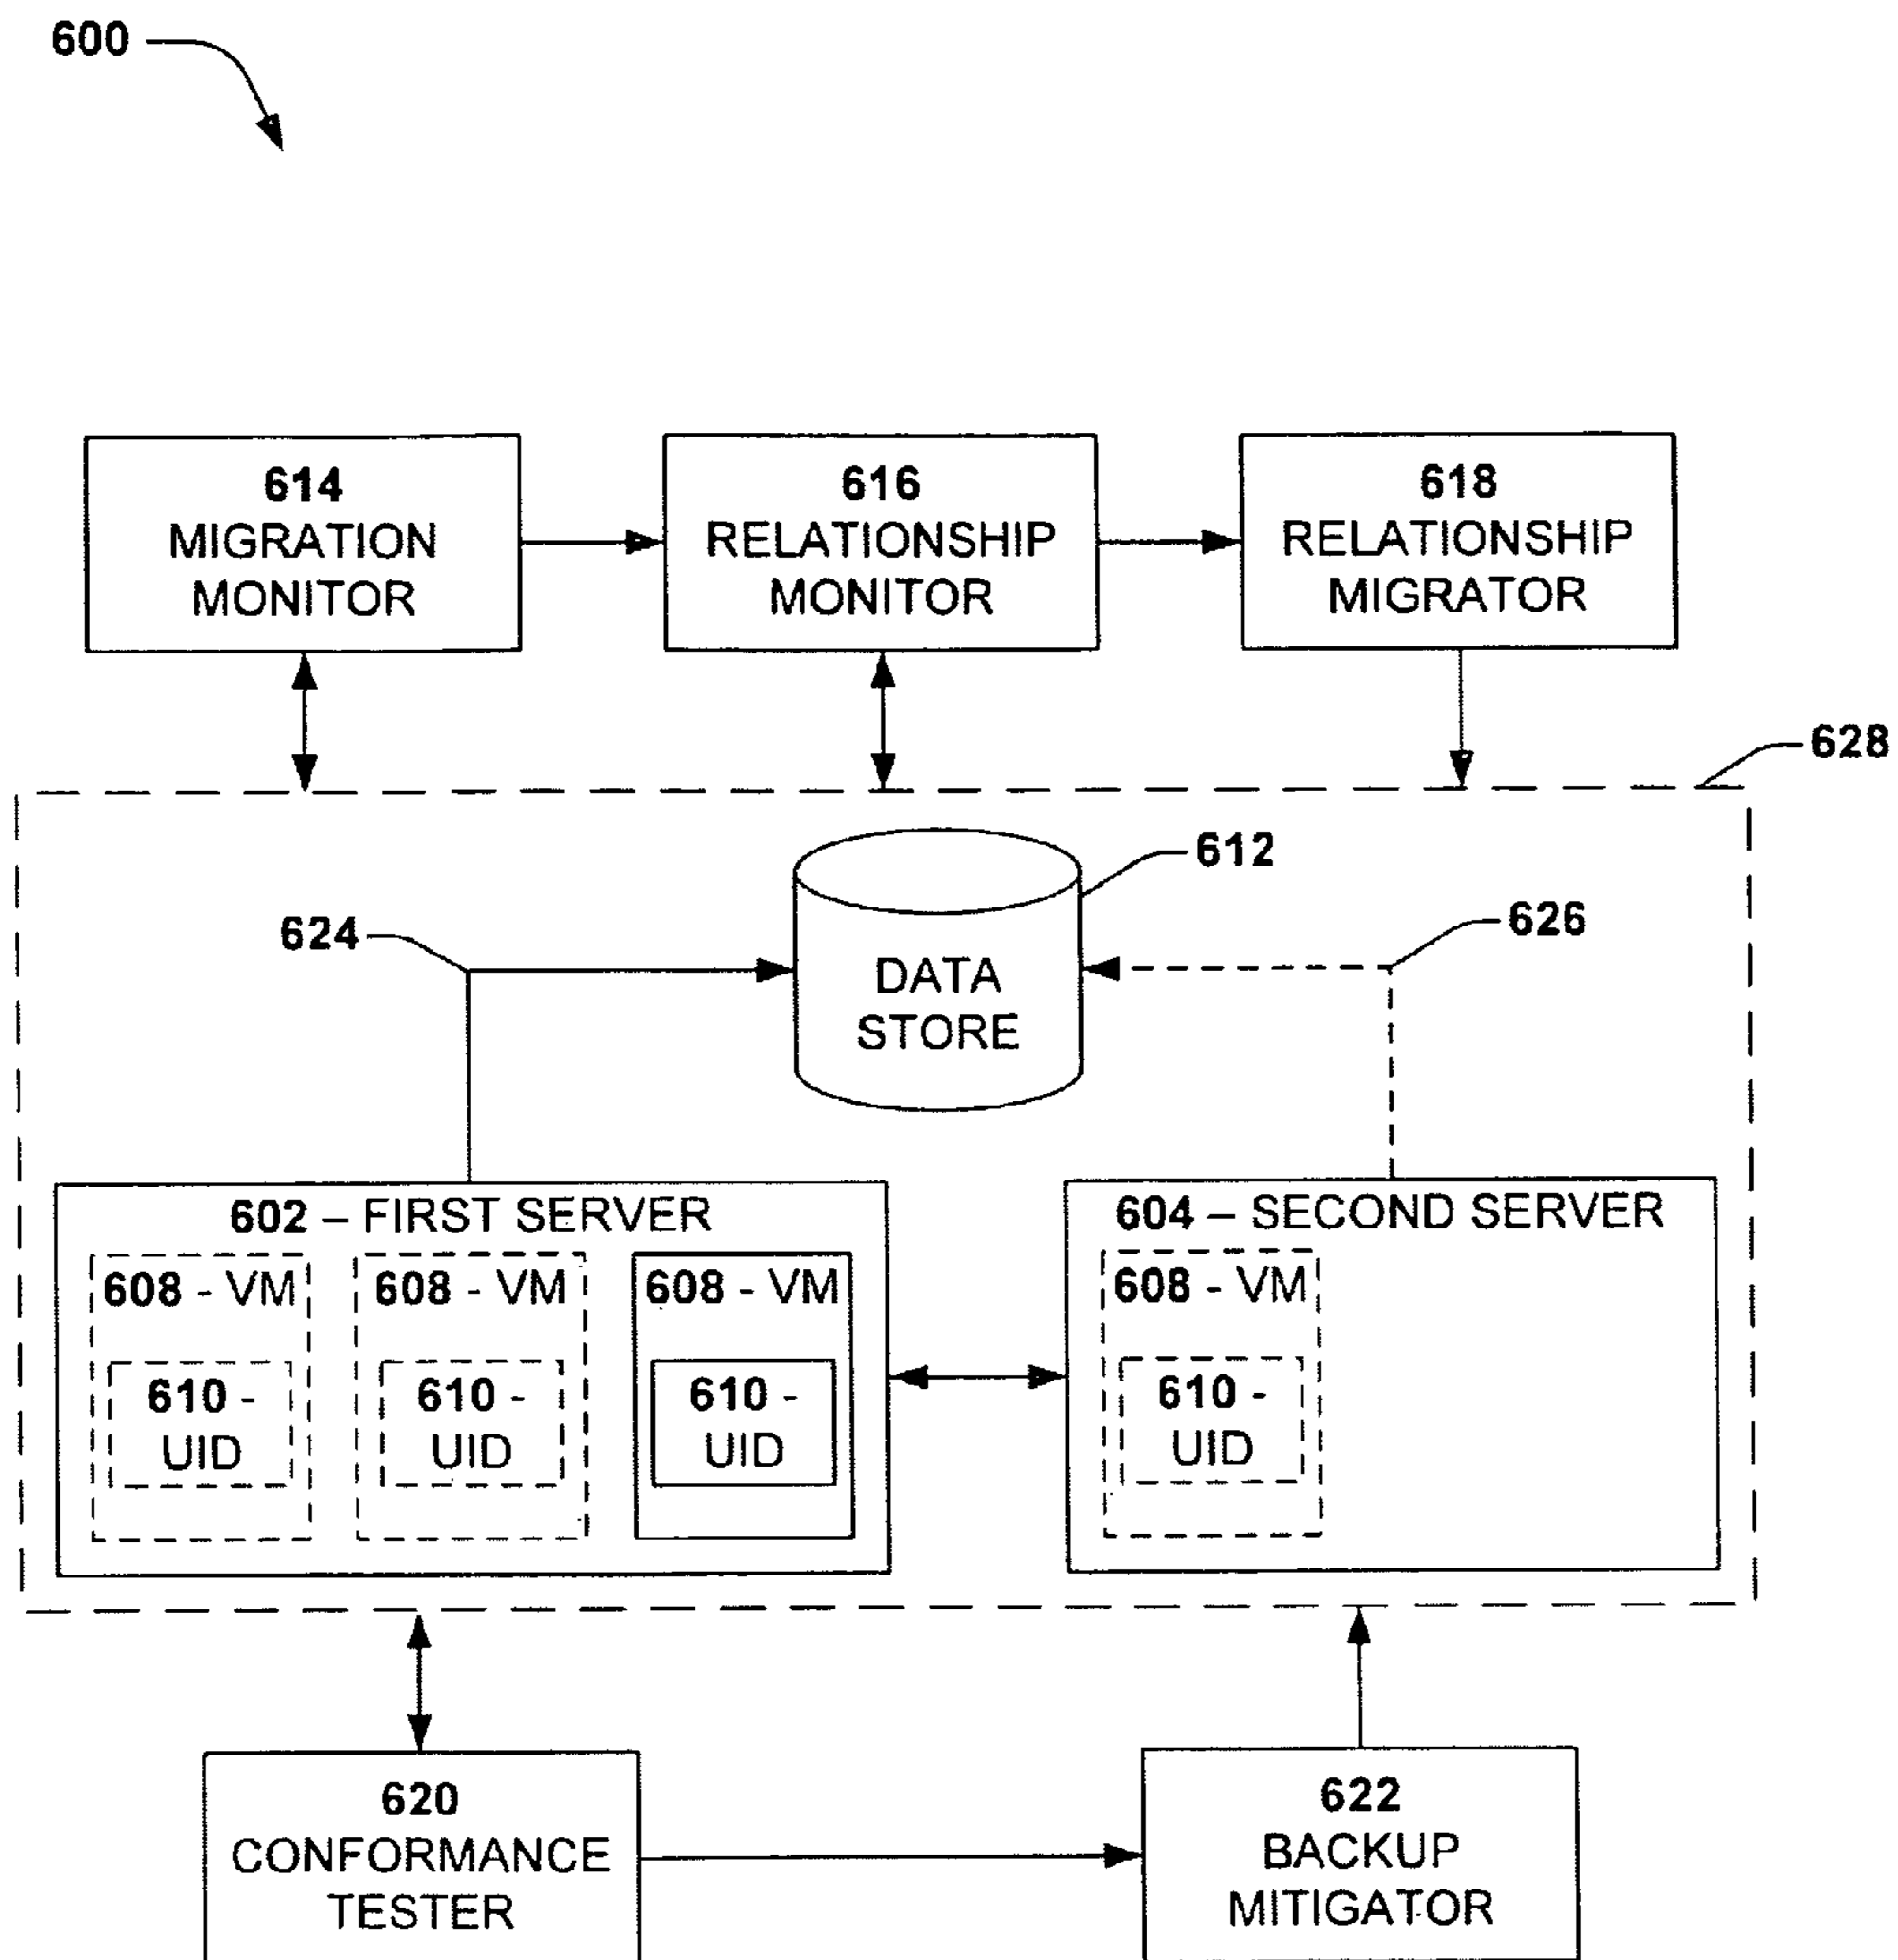 600
614
MIGRATION
MONITOR
616
RELATIONSHIP
MONITOR
618
RELATIONSHIP
MIGRATOR
628
612
624
626
DATA
STORE
602 – FIRST SERVER
608 - VM
610 -
UID
608 - VM
610 -
UID
608 - VM
610 -
UID
604 – SECOND SERVER
608 - VM
610 -
UID
620
CONFORMANCE
TESTER
622
BACKUP
MITIGATOR